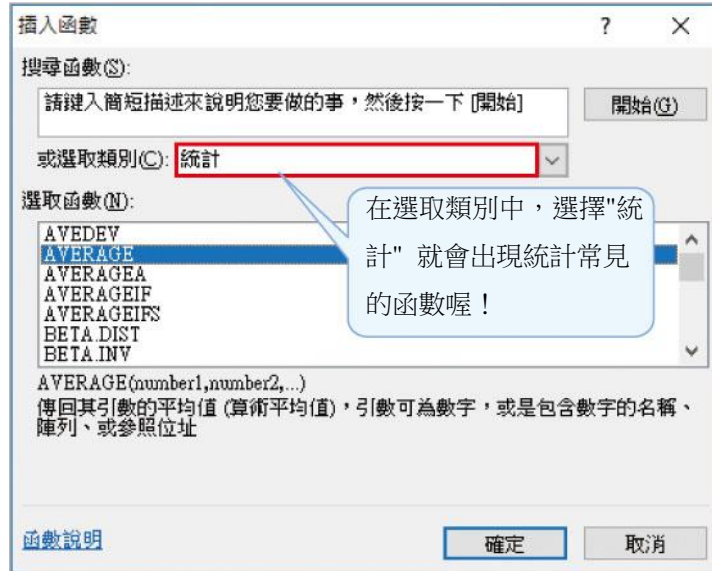 插入函數 ? ×
搜尋函數(S):
請鍵入簡短描述來說明您要做的事，然後按一下 [開始]
開始(G)
或選取類別(C): 統計
選取函數(N):
AVEDEV
AVERAGE
AVERAGEA
AVERAGEIF
AVERAGEIFS
BETA.DIST
BETA.INV
在選取類別中，選擇"統
計" 就會出現統計常見
的函數喔！
AVERAGE(number1,number2,...)
傳回其引數的平均值 (算術平均值)，引數可為數字，或是包含數字的名稱、
陣列、或參照位址
函數說明
確定
取消